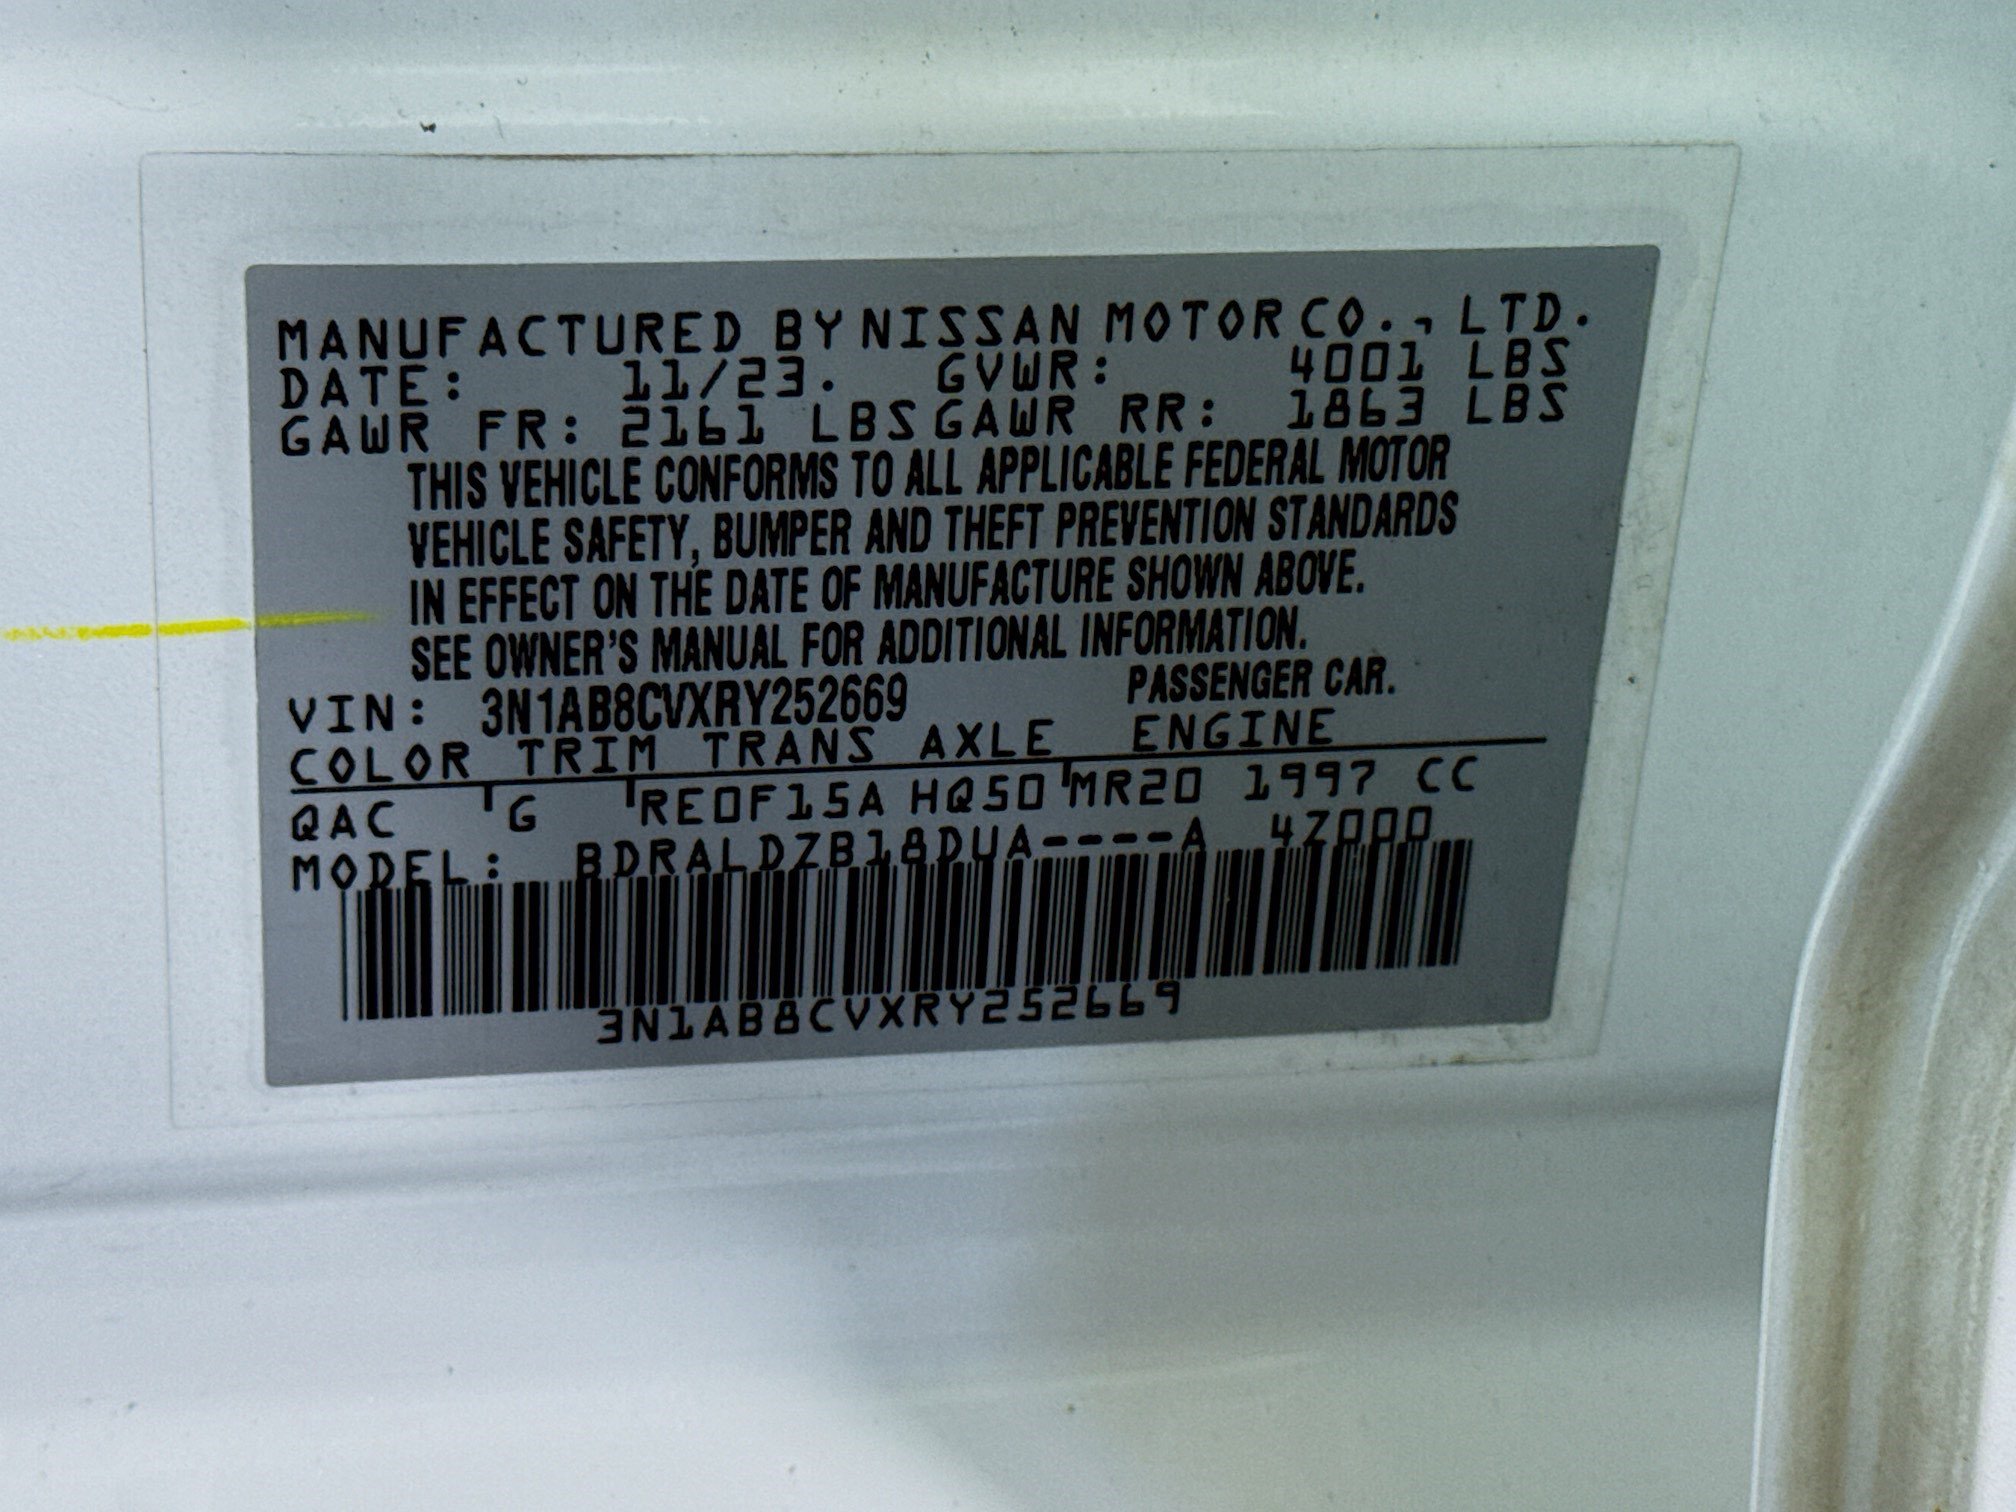 MANUFACTURED BY NISSAN MOTOR CO., LTD.
DATE: 11/23. GVWR: 4001 LBS
GAWR FR: 2161 LBS GAWR RR: 1863 LBS
THIS VEHICLE CONFORMS TO ALL APPLICABLE FEDERAL MOTOR
VEHICLE SAFETY, BUMPER AND THEFT PREVENTION STANDARDS
IN EFFECT ON THE DATE OF MANUFACTURE SHOWN ABOVE.
SEE OWNER'S MANUAL FOR ADDITIONAL INFORMATION.
VIN: 3N1AB8CVXRY252669 PASSENGER CAR.
COLOR TRIM TRANS AXLE ENGINE
QAC G RE0F15A HQ50 MR20 1997 CC
MODEL: BDRALDZB18DUA----A 4Z000
3N1AB8CVXRY252669